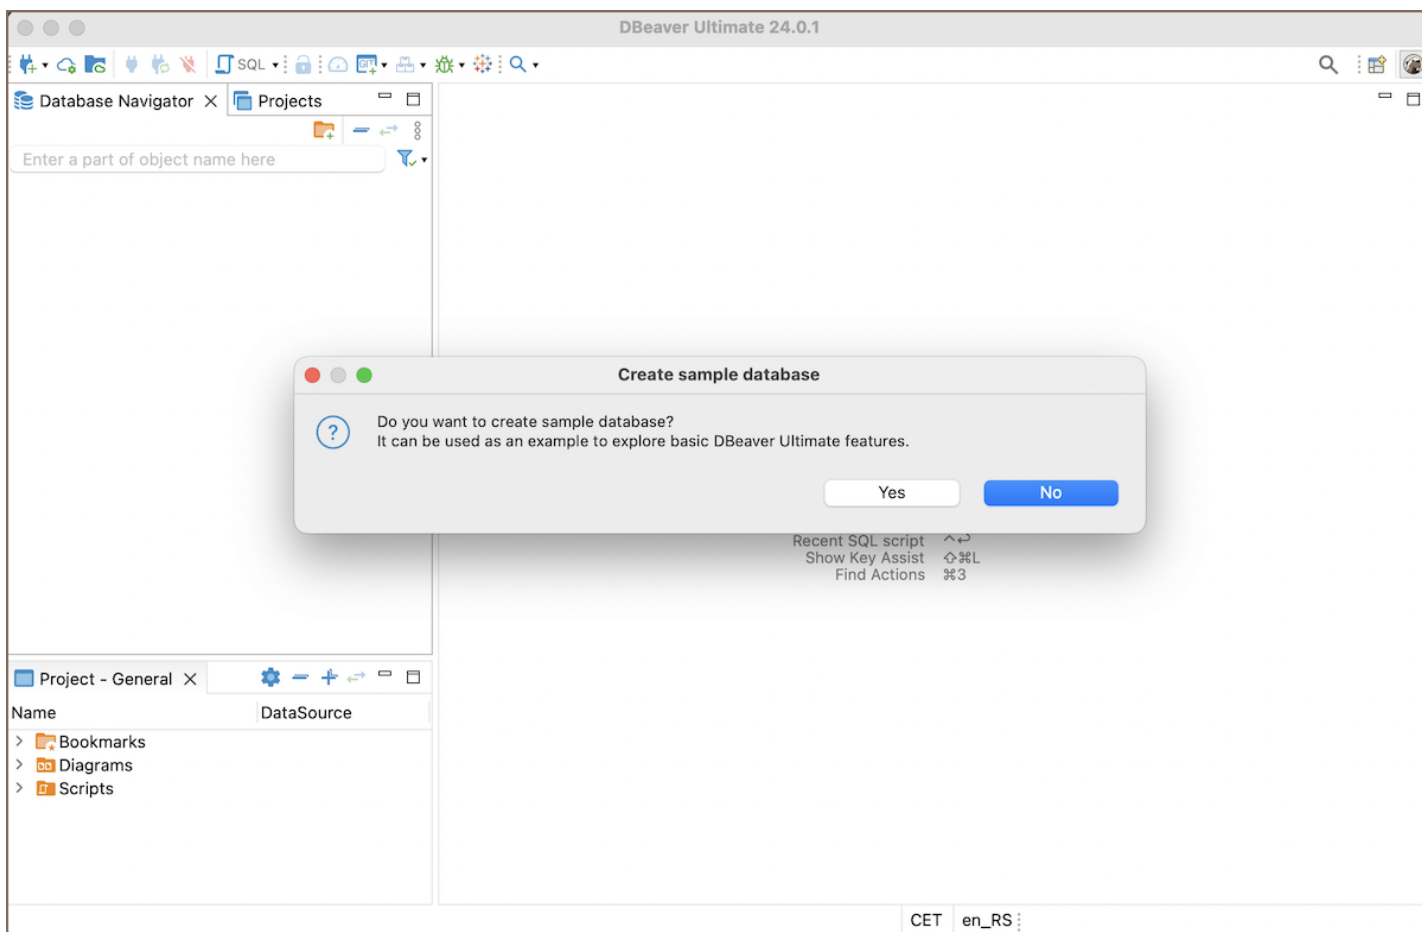 DBeaver Ultimate 24.0.1
SQL
Database Navigator
Projects
Enter a part of object name here
Create sample database
Do you want to create sample database?
It can be used as an example to explore basic DBeaver Ultimate features.
Yes
No
Recent SQL script ^↩
Show Key Assist ⇧⌘L
Find Actions ⌘3
Project - General
Name DataSource
Bookmarks
Diagrams
Scripts
CET en_RS